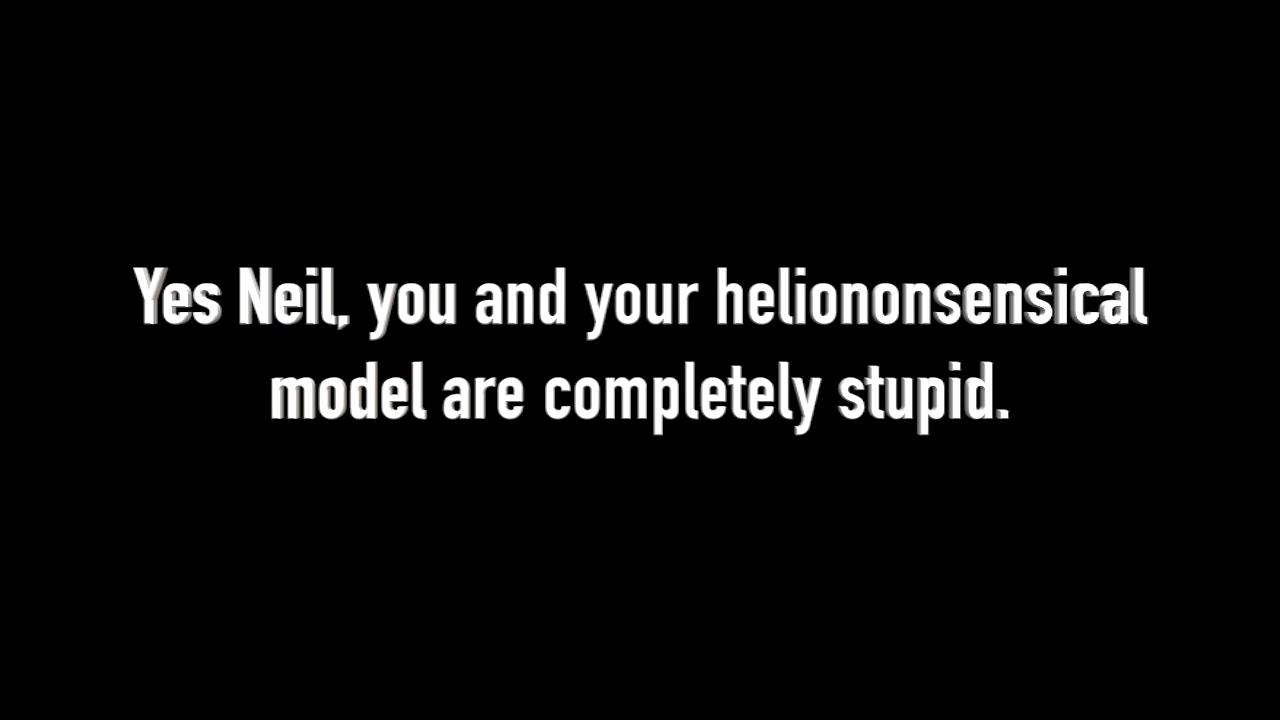 Yes Neil, you and your heliononsensical
model are completely stupid.